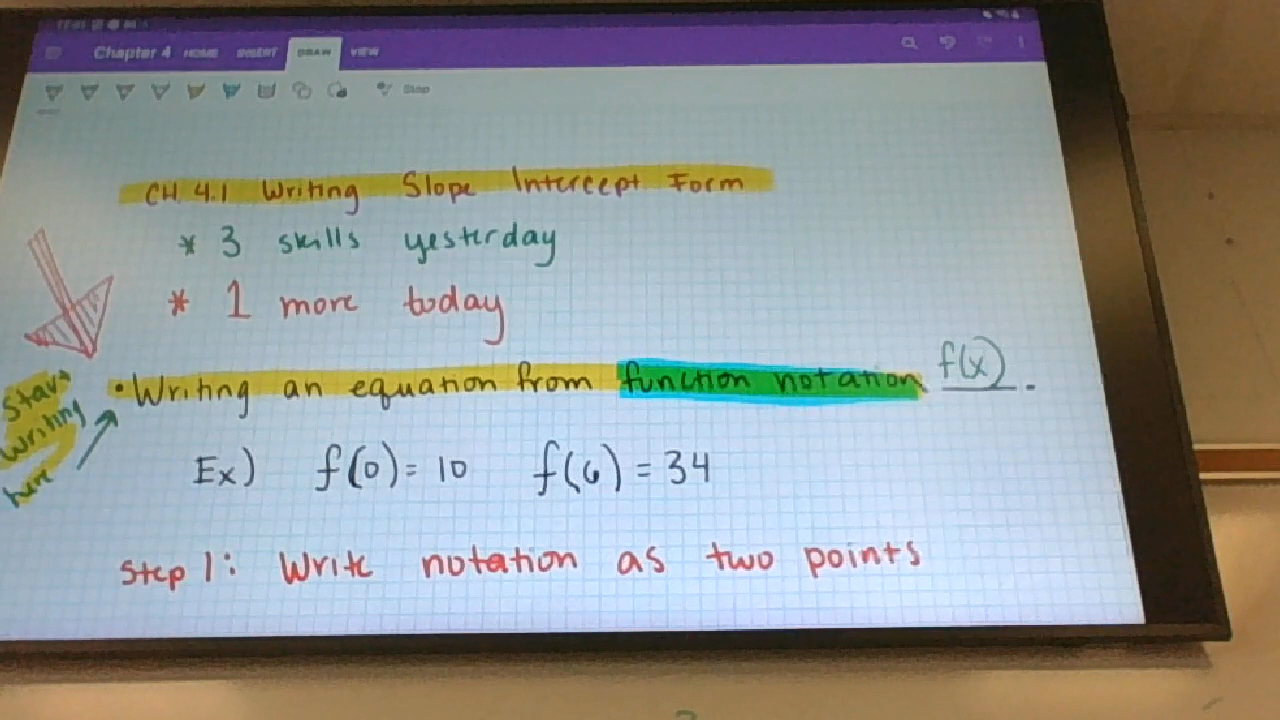 Chapter 4 HOME INSERT DRAW VIEW
Stop
CH 4.1 Writing Slope Intercept Form
* 3 skills yesterday
* 1 more today
Start writing here
• Writing an equation from function notation f(x).
Ex) f(0) = 10 f(6) = 34
Step 1: Write notation as two points